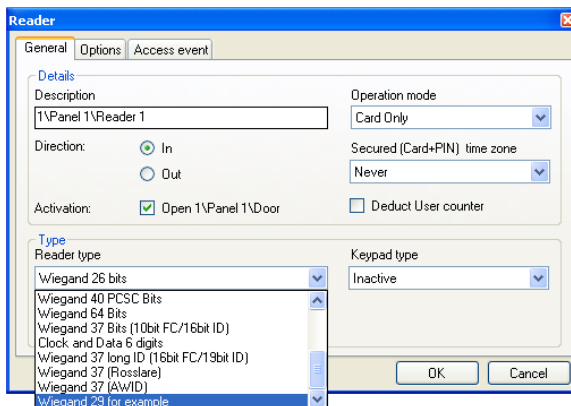 Reader
General Options Access event
Details
Description
Operation mode
1\Panel 1\Reader 1
Card Only
Direction:
In
Secured (Card+PIN) time zone
Out
Never
Activation:
Open 1\Panel 1\Door
Deduct User counter
Type
Reader type
Keypad type
Wiegand 26 bits
Inactive
Wiegand 40 PCSC Bits
Wiegand 64 Bits
Wiegand 37 Bits (10bit FC/16bit ID)
Clock and Data 6 digits
Wiegand 37 long ID (16bit FC/19bit ID)
Wiegand 37 (Rosslare)
Wiegand 37 (AWID)
Wiegand 29 for example
OK
Cancel